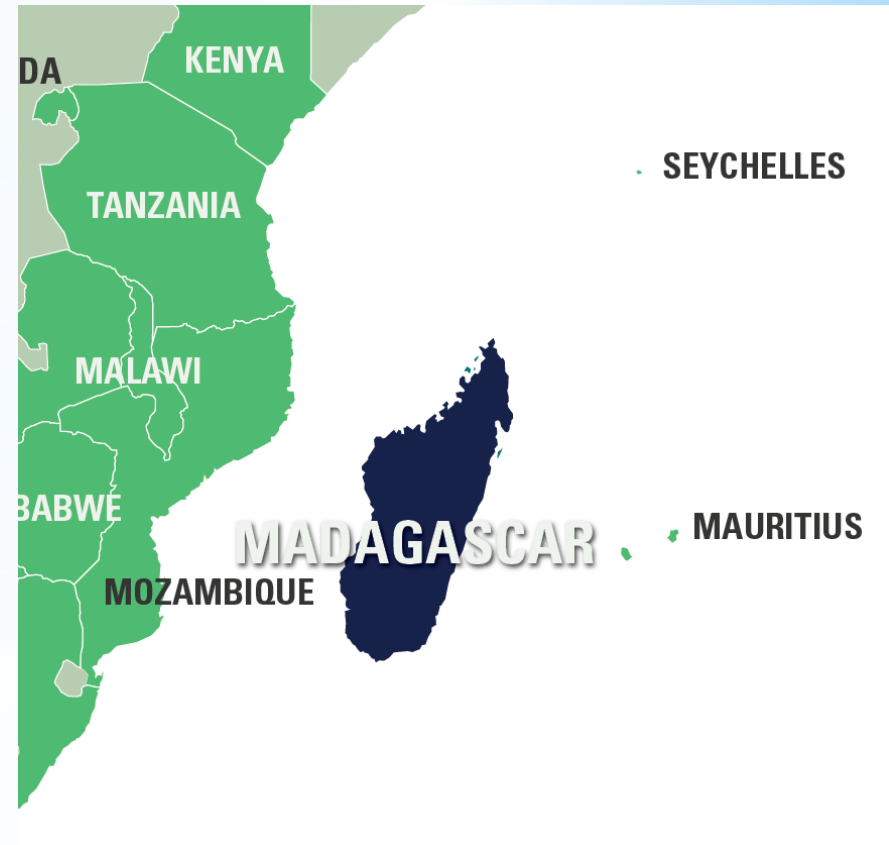 KENYA
DA
SEYCHELLES
TANZANIA
MALAWI
BABWE
MAURITIUS
MADAGASCAR
MOZAMBIQUE